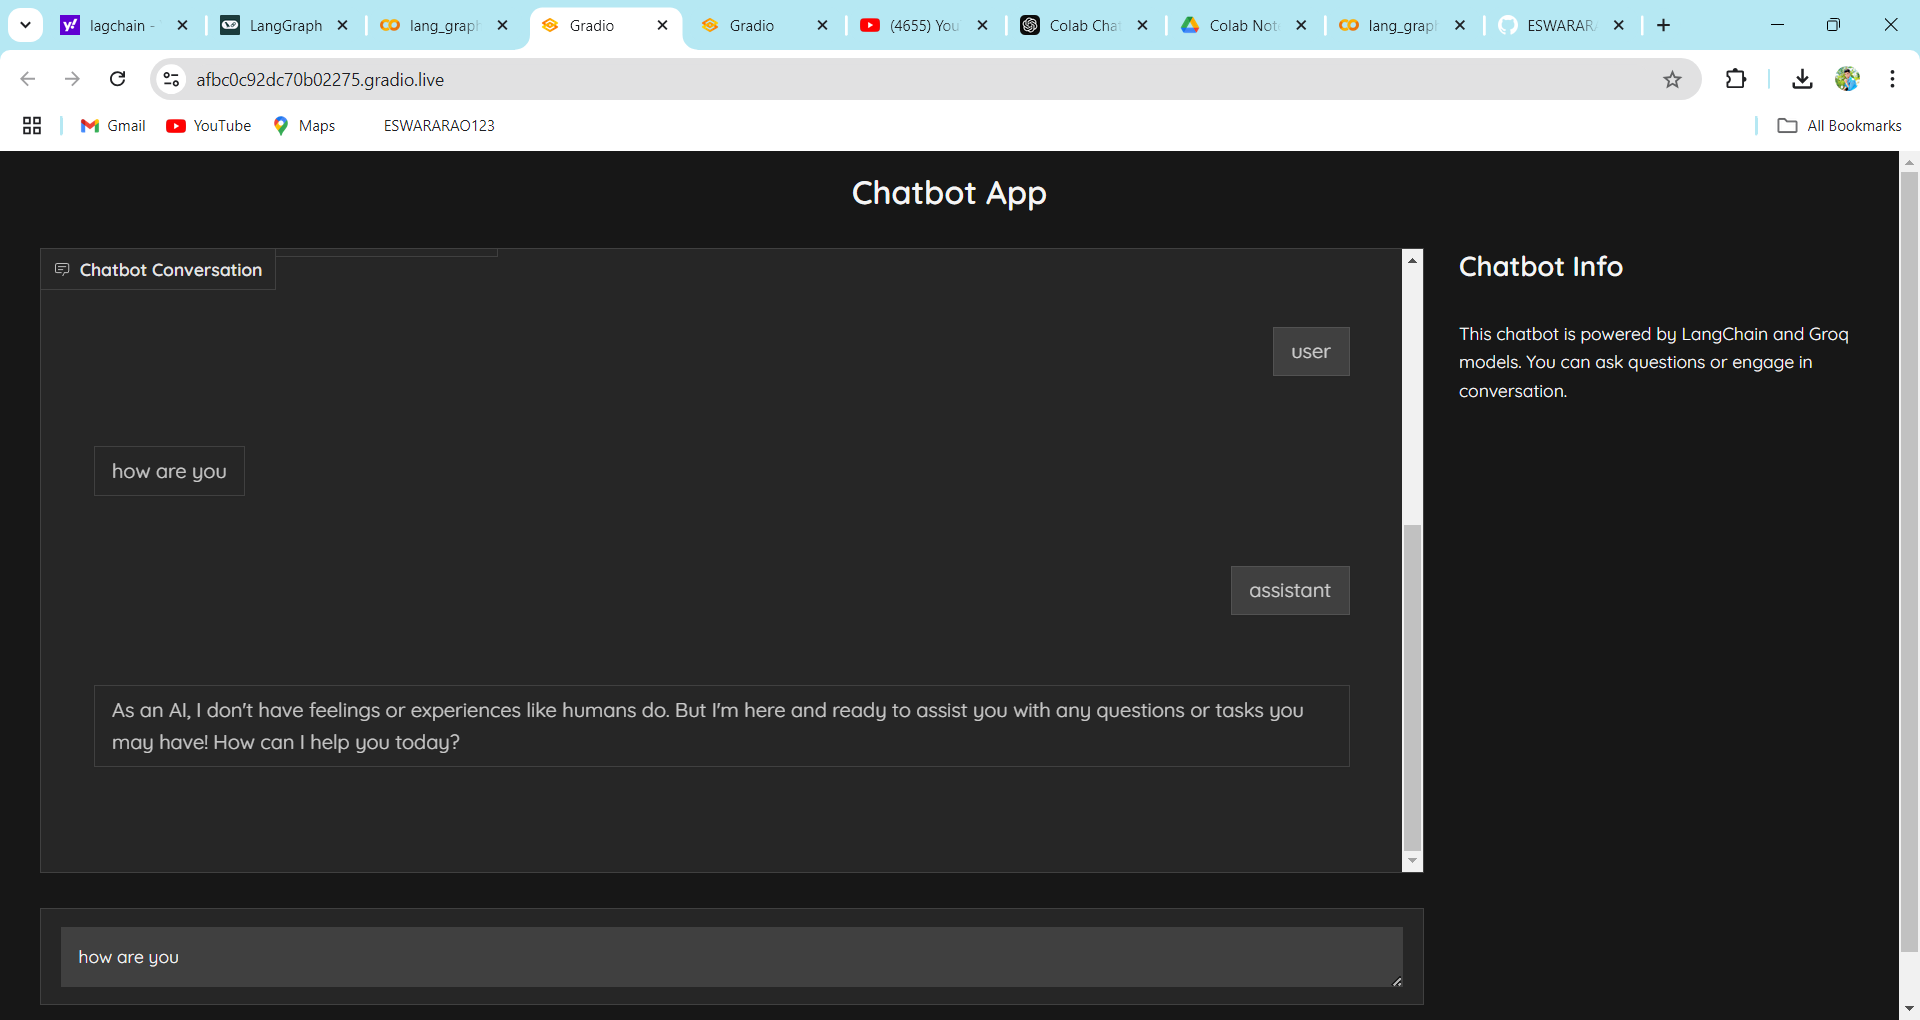 lagchain -
LangGraph
lang_graph
Gradio
Gradio
(4655) You
Colab Cha
Colab Not
lang_graph
ESWARAR
afbc0c92dc70b02275.gradio.live
Gmail
YouTube
Maps
ESWARARAO123
All Bookmarks
Chatbot App
Chatbot Conversation
user
how are you
assistant
As an AI, I don't have feelings or experiences like humans do. But I'm here and ready to assist you with any questions or tasks you
may have! How can I help you today?
how are you
Chatbot Info
This chatbot is powered by LangChain and Groq
models. You can ask questions or engage in
conversation.